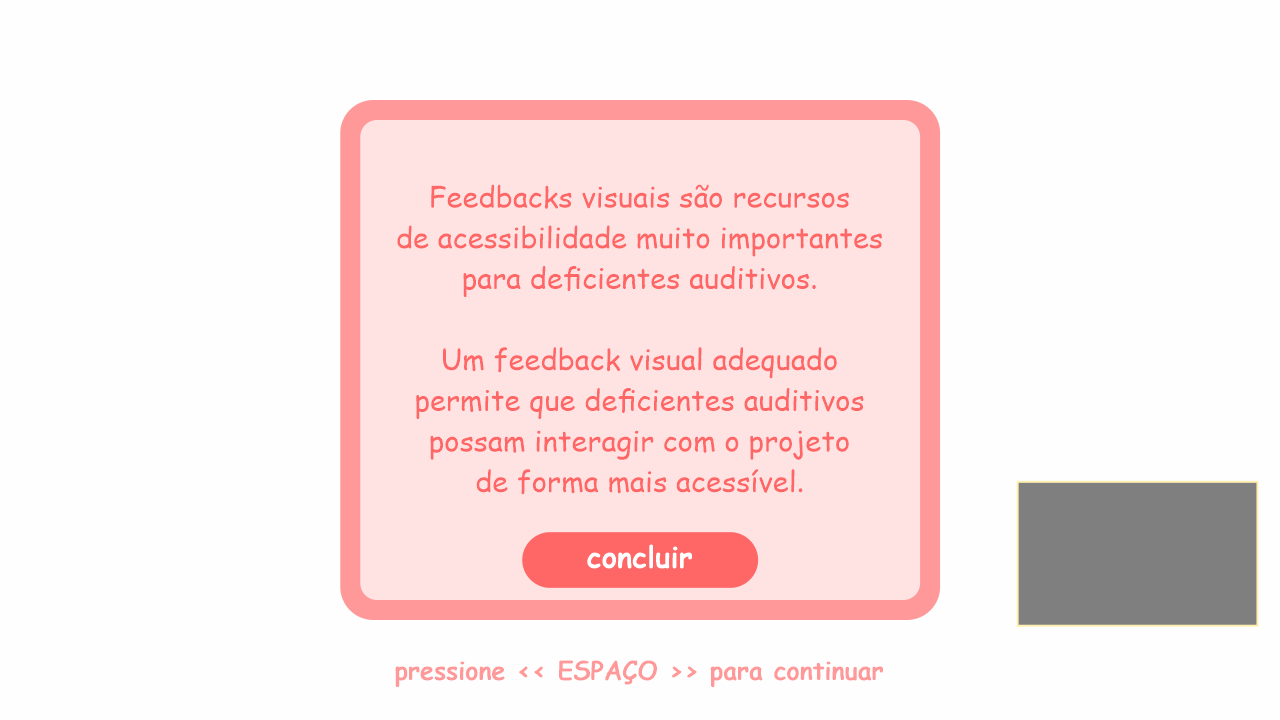 Feedbacks visuais são recursos
de acessibilidade muito importantes
para deficientes auditivos.
Um feedback visual adequado
permite que deficientes auditivos
possam interagir com o projeto
de forma mais acessível.
concluir
pressione << ESPAÇO >> para continuar